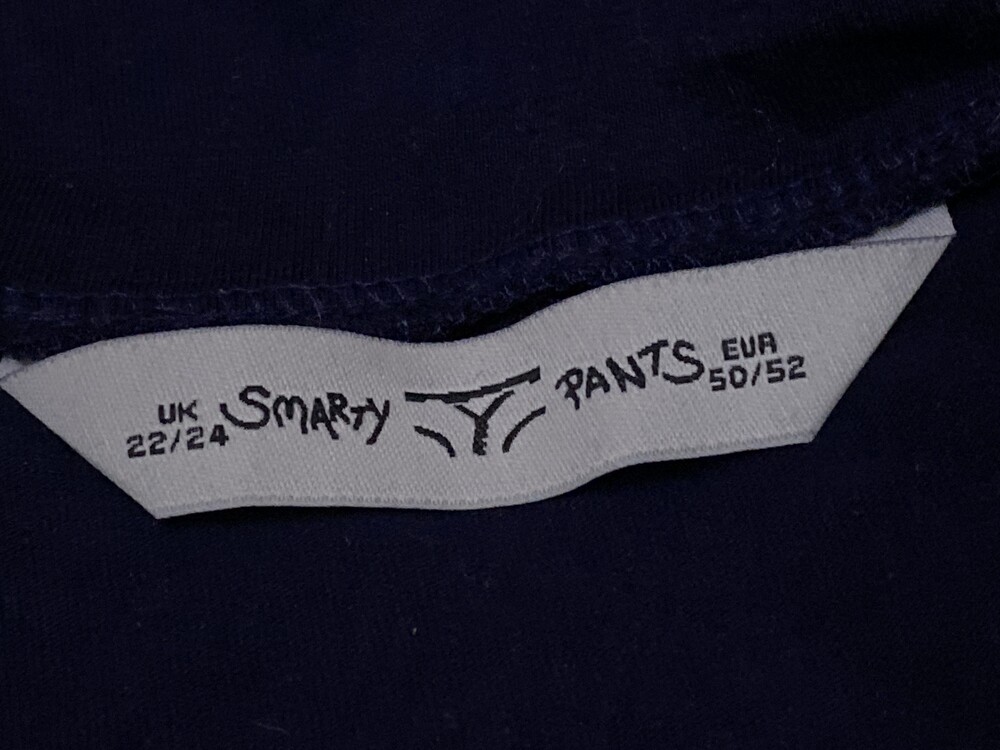 UK
22/24
SMARTY
PANTS
EUR
50/52